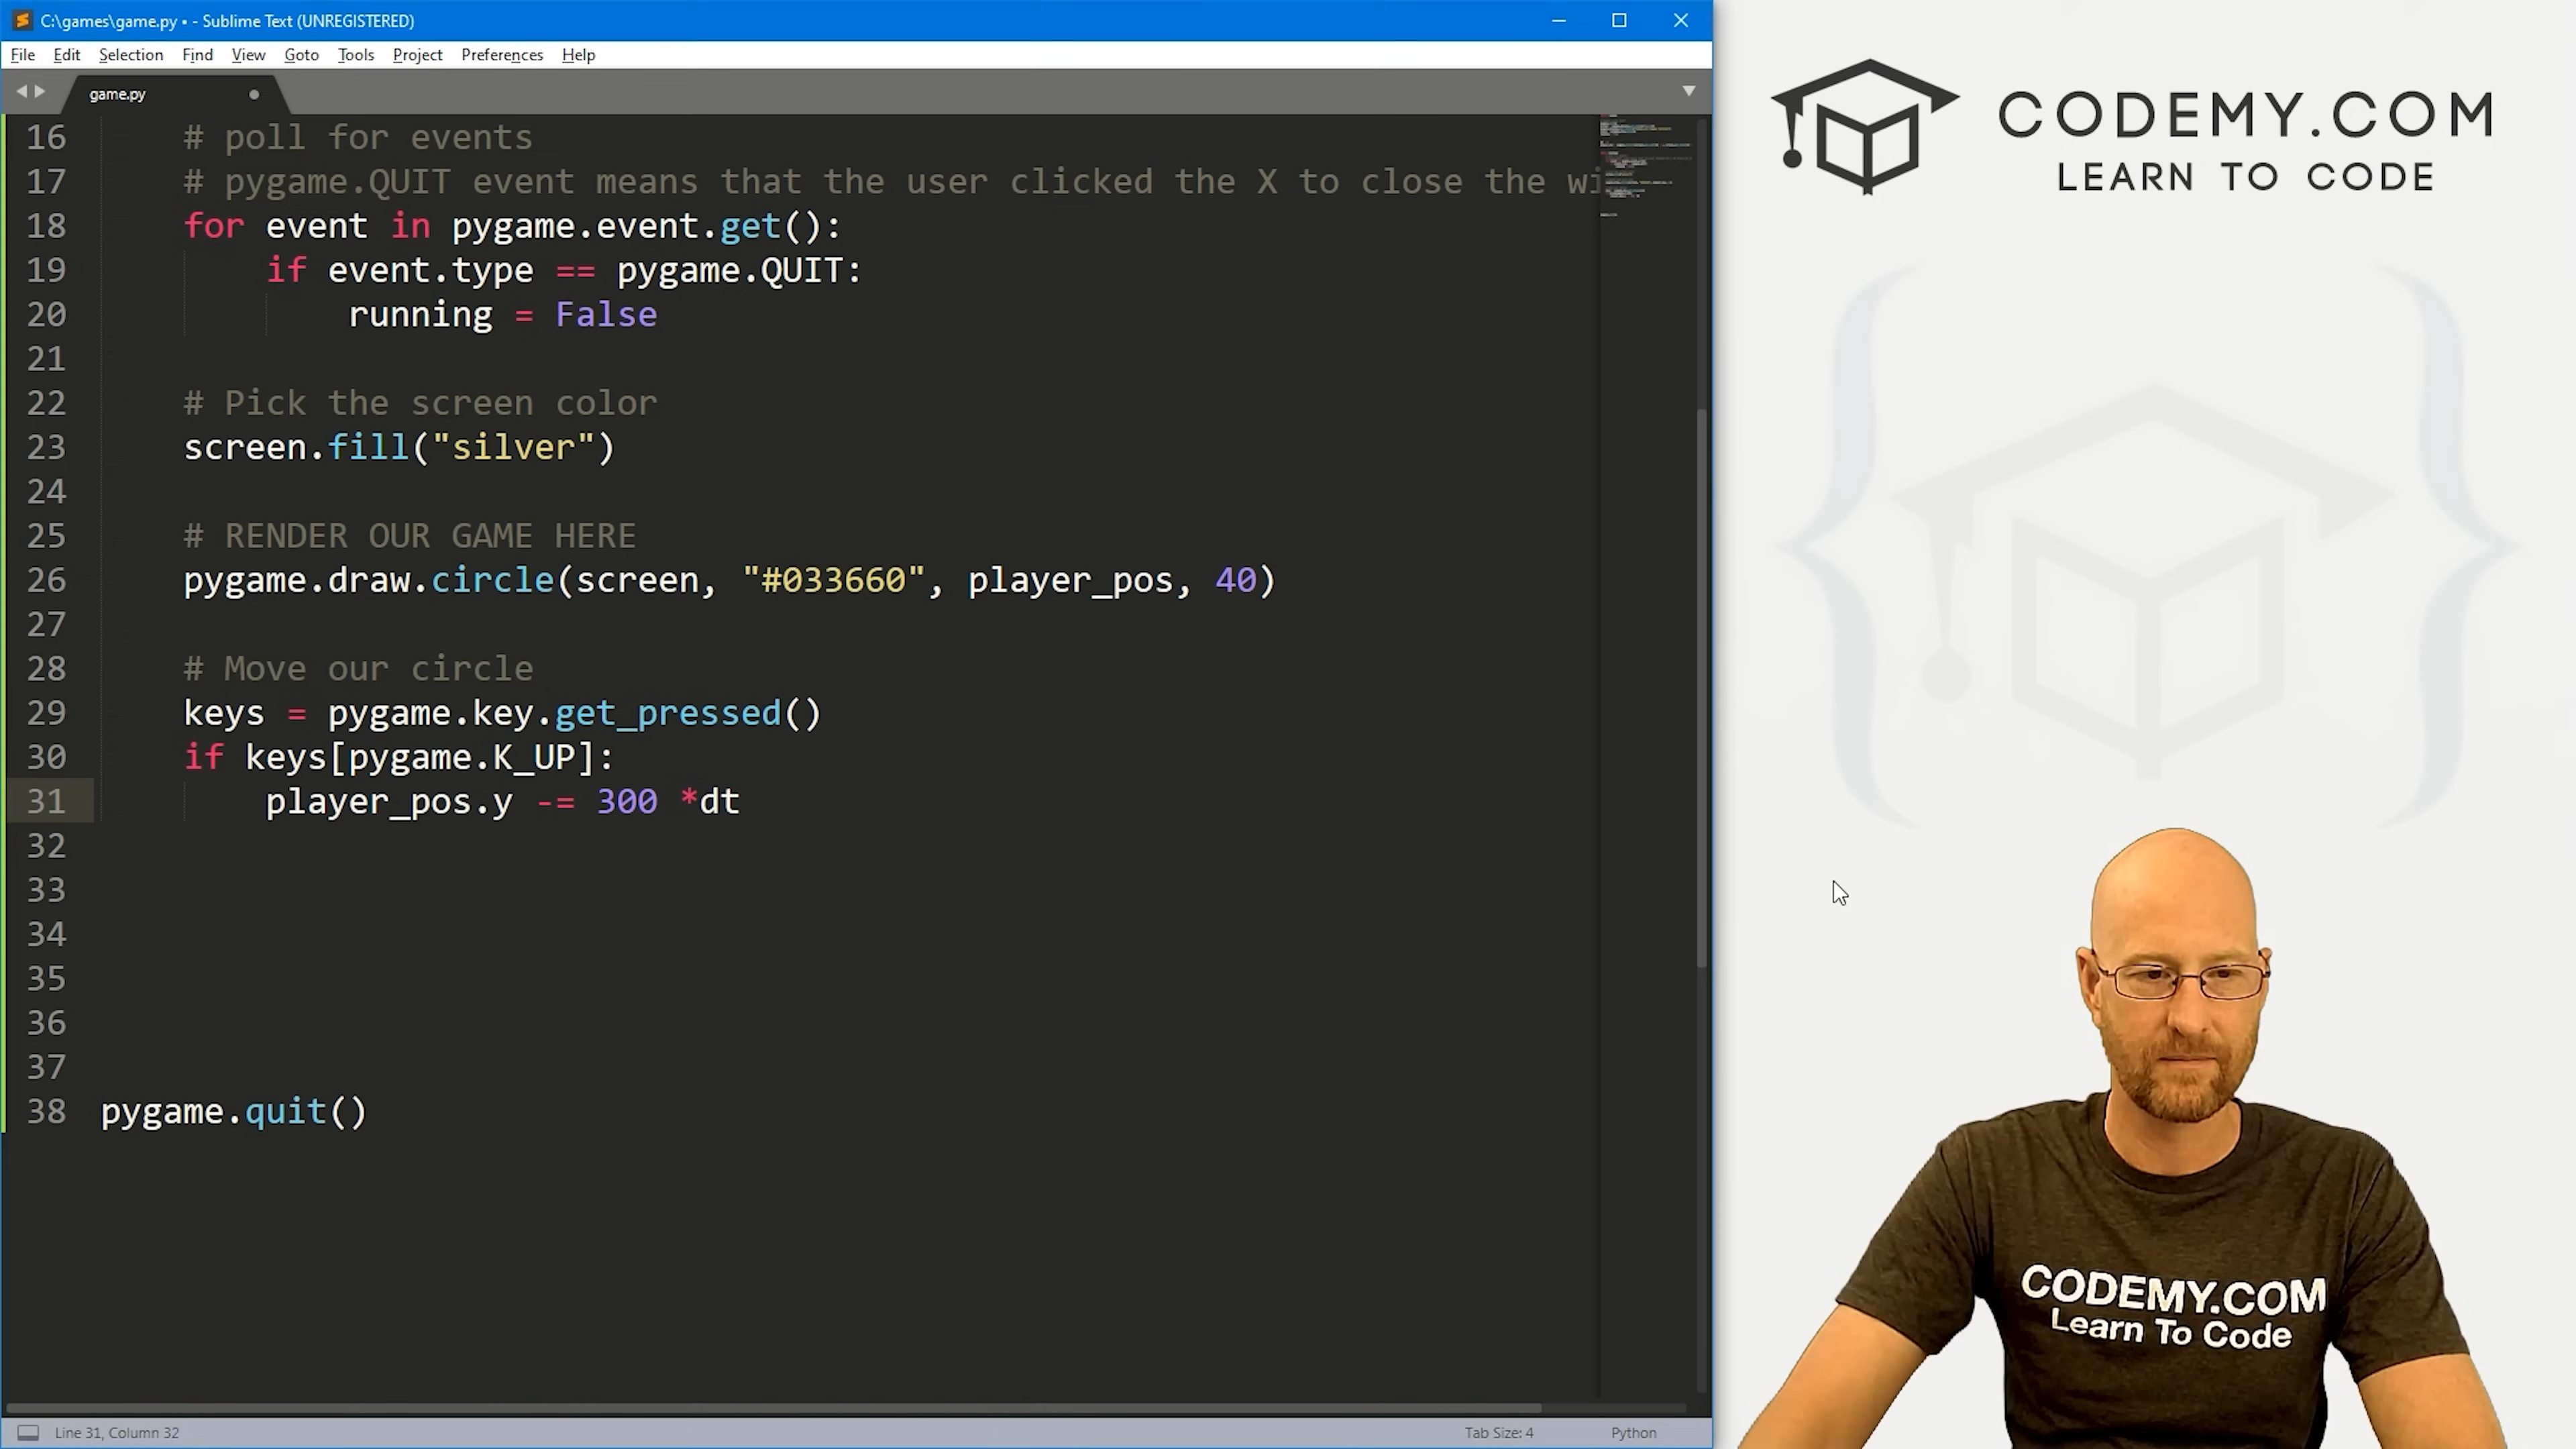 C:\games\game.py • - Sublime Text (UNREGISTERED)
File Edit Selection Find View Goto Tools Project Preferences Help
game.py
16 # poll for events
17 # pygame.QUIT event means that the user clicked the X to close the wi
18 for event in pygame.event.get():
19 if event.type == pygame.QUIT:
20 running = False
21
22 # Pick the screen color
23 screen.fill("silver")
24
25 # RENDER OUR GAME HERE
26 pygame.draw.circle(screen, "#033660", player_pos, 40)
27
28 # Move our circle
29 keys = pygame.key.get_pressed()
30 if keys[pygame.K_UP]:
31 player_pos.y -= 300 *dt
32
33
34
35
36
37
38 pygame.quit()
Line 31, Column 32
Tab Size: 4
Python
CODEMY.COM
LEARN TO CODE
CODEMY.COM
Learn To Code